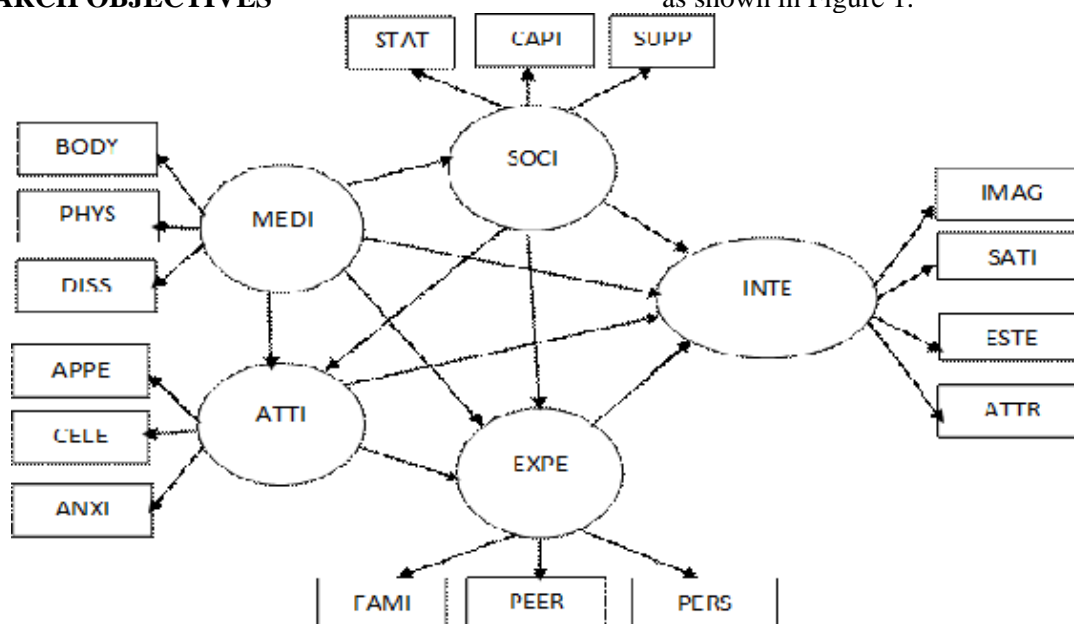 ARCH OBJECTIVES
as shown in Figure 1.
STAT CAPI SUPP
BODY
SOCI
IMAG
PHYS
MEDI
SATI
DISS
INTE
ESTE
APPE
ATTR
ATTI
CELE
EXPE
ANXI
FAMI PEER PERS